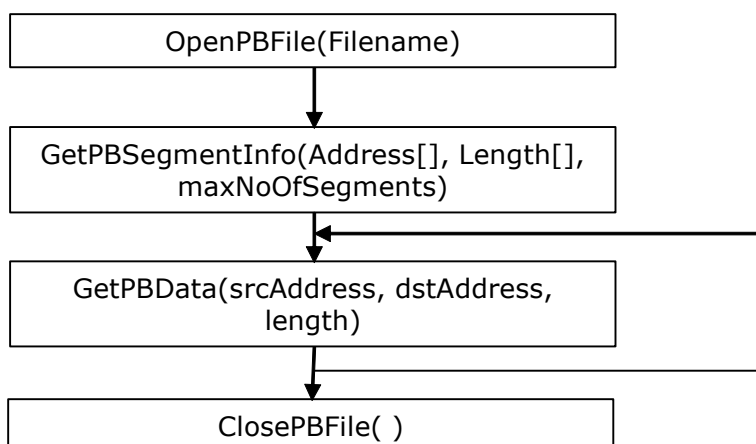 OpenPBFile(Filename)
GetPBSegmentInfo(Address[], Length[],
maxNoOfSegments)
GetPBData(srcAddress, dstAddress,
length)
ClosePBFile( )